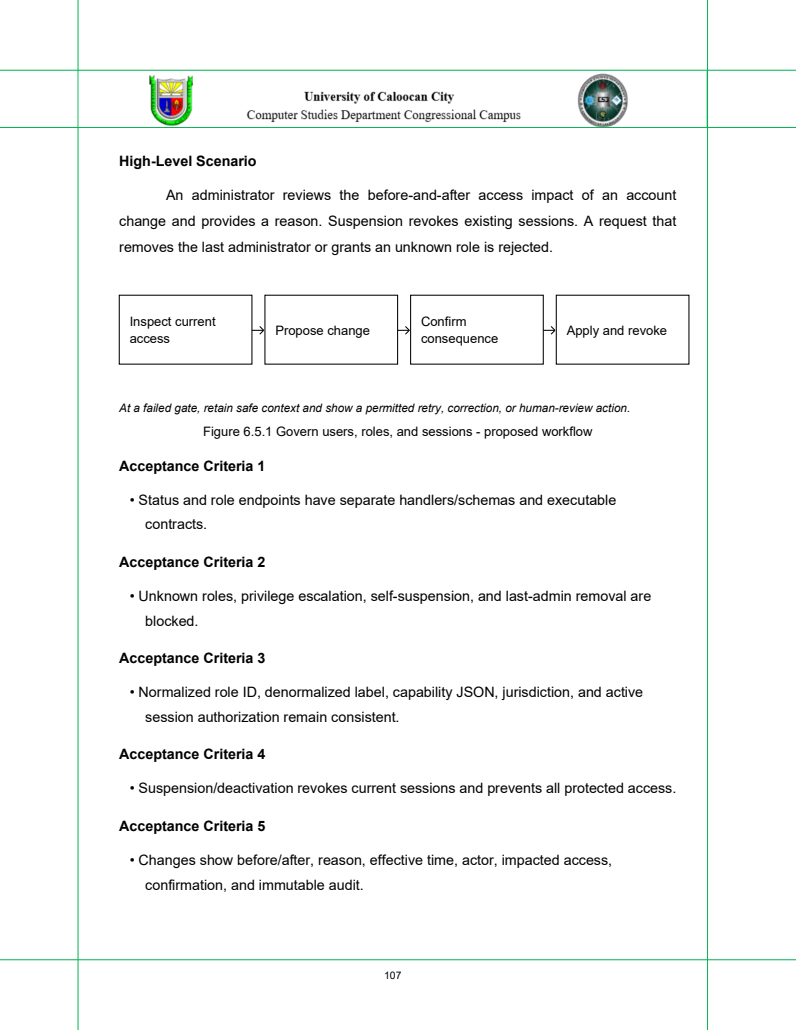 University of Caloocan City
Computer Studies Department Congressional Campus
High-Level Scenario
An administrator reviews the before-and-after access impact of an account
change and provides a reason. Suspension revokes existing sessions. A request that
removes the last administrator or grants an unknown role is rejected.
Inspect current
access
Propose change
Confirm
consequence
Apply and revoke
At a failed gate, retain safe context and show a permitted retry, correction, or human-review action.
Figure 6.5.1 Govern users, roles, and sessions - proposed workflow
Acceptance Criteria 1
• Status and role endpoints have separate handlers/schemas and executable
contracts.
Acceptance Criteria 2
• Unknown roles, privilege escalation, self-suspension, and last-admin removal are
blocked.
Acceptance Criteria 3
• Normalized role ID, denormalized label, capability JSON, jurisdiction, and active
session authorization remain consistent.
Acceptance Criteria 4
• Suspension/deactivation revokes current sessions and prevents all protected access.
Acceptance Criteria 5
• Changes show before/after, reason, effective time, actor, impacted access,
confirmation, and immutable audit.
107